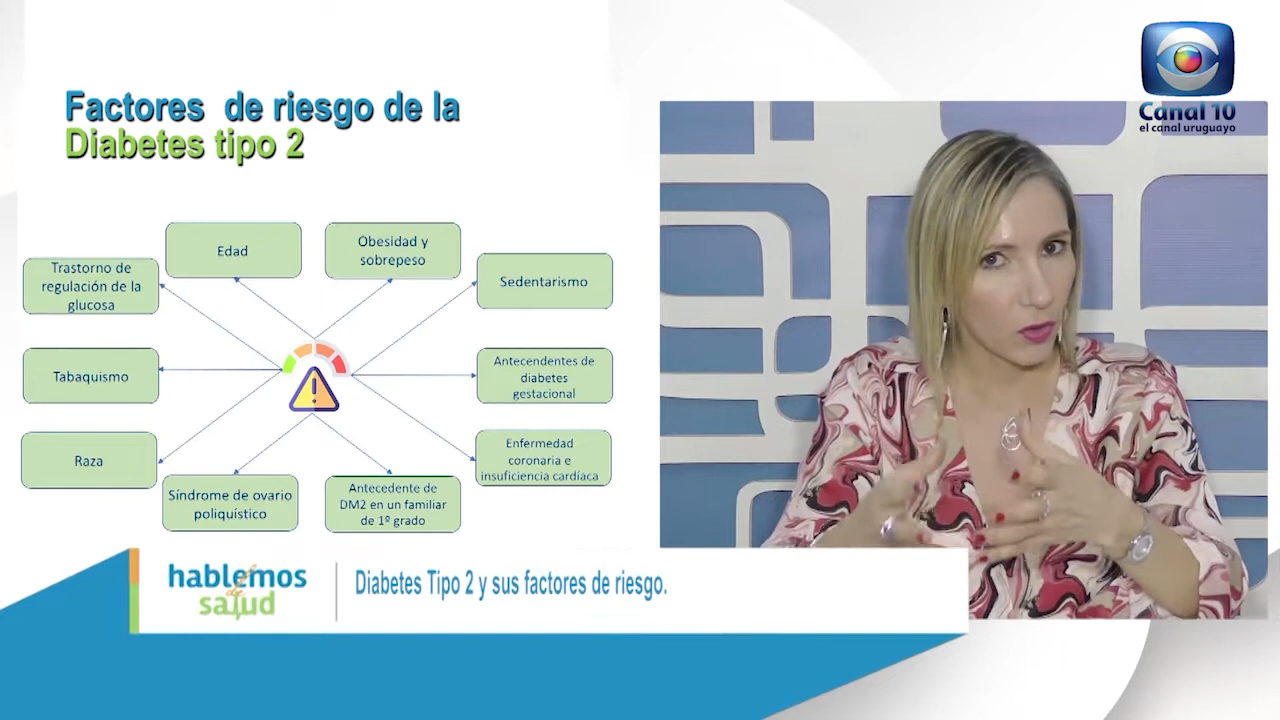 Canal 10
el canal uruguayo
Factores de riesgo de la
Diabetes tipo 2
Edad
Obesidad y
sobrepeso
Trastorno de
regulación de la
glucosa
Sedentarismo
Tabaquismo
Antecendentes de
diabetes
gestacional
Raza
Enfermedad
coronaria e
insuficiencia cardíaca
Síndrome de ovario
poliquístico
Antecedente de
DM2 en un familiar
de 1º grado
hablemos
de
salud
Diabetes Tipo 2 y sus factores de riesgo.